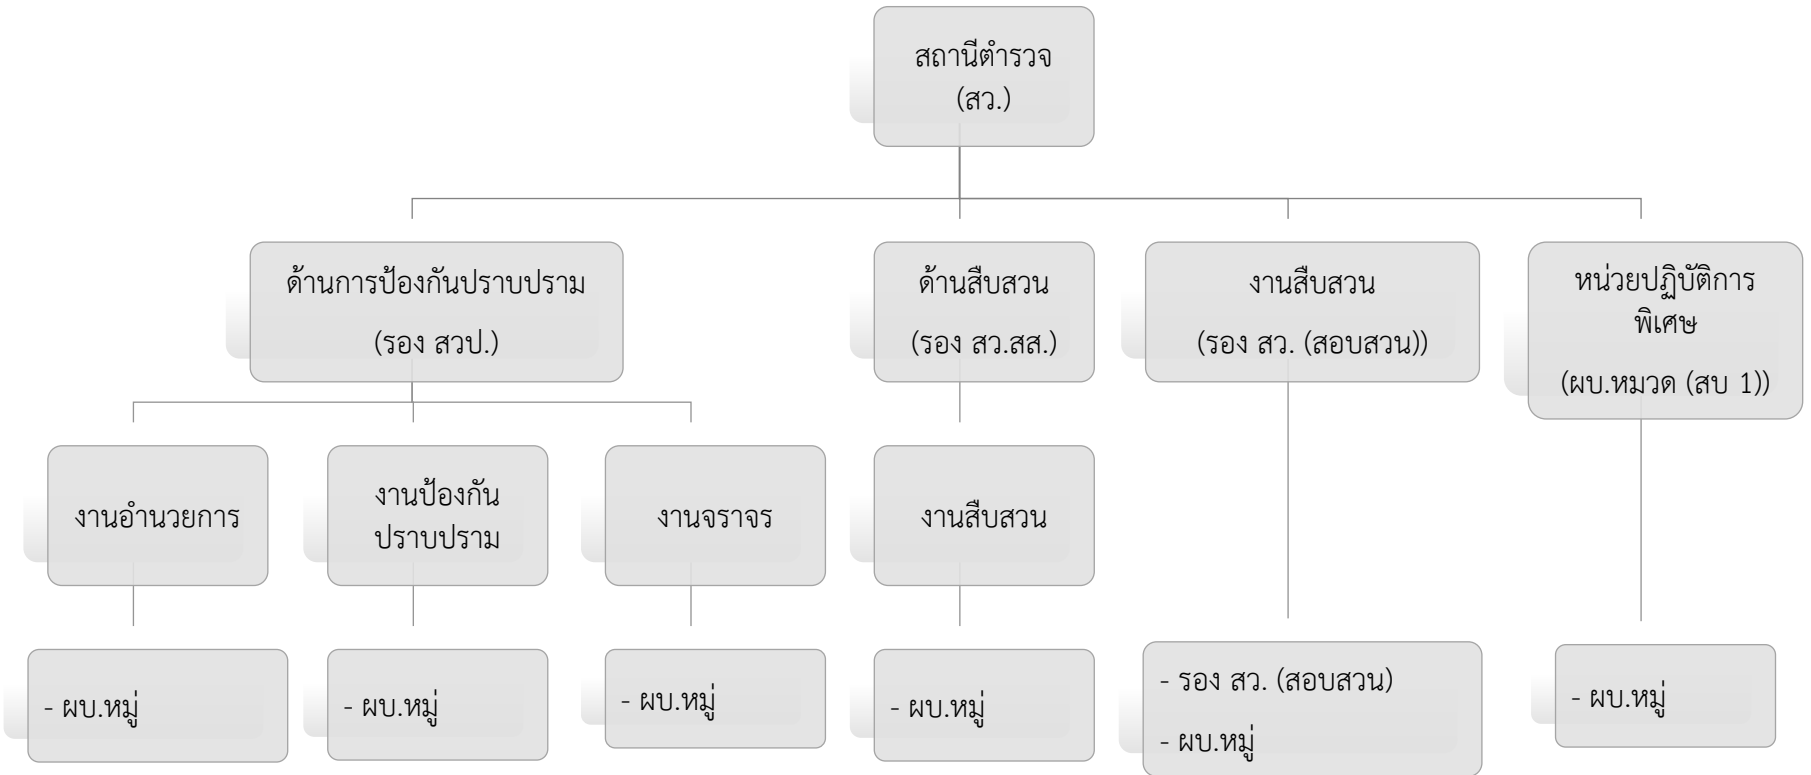 สถานีตำรวจ
(สว.)
ด้านการป้องกันปราบปราม
(รอง สวป.)
ด้านสืบสวน
(รอง สว.สส.)
งานสืบสวน
(รอง สว. (สอบสวน))
หน่วยปฏิบัติการ
พิเศษ
(ผบ.หมวด (สบ 1))
งานอำนวยการ
งานป้องกัน
ปราบปราม
งานจราจร
งานสืบสวน
- ผบ.หมู่
- ผบ.หมู่
- ผบ.หมู่
- ผบ.หมู่
- รอง สว. (สอบสวน)
- ผบ.หมู่
- ผบ.หมู่